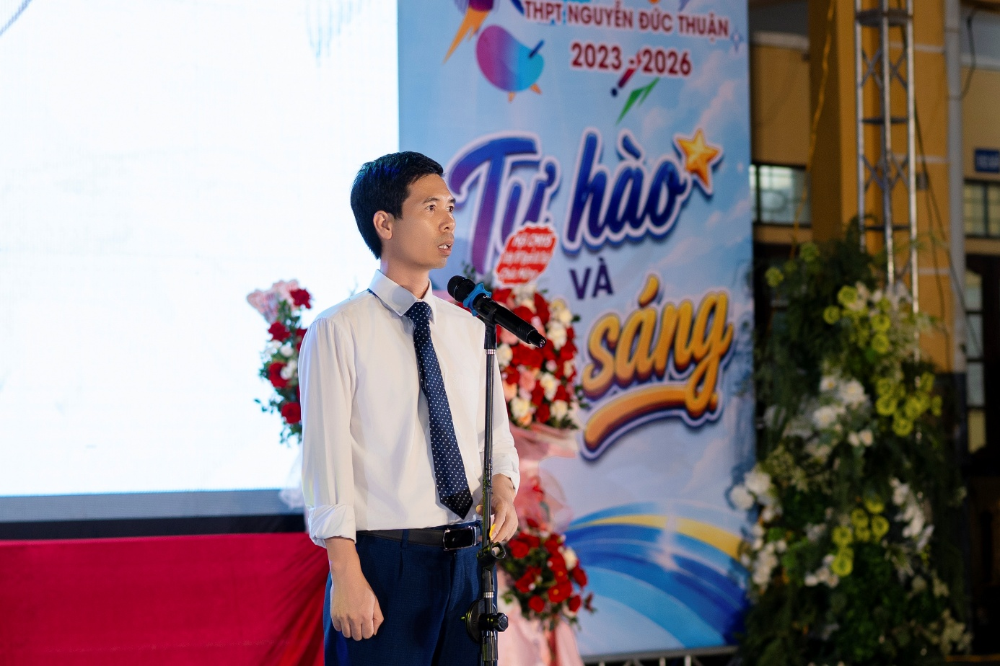 THPT NGUYỄN ĐỨC THUẬN
2023 - 2026
Tự hào
VÀ
sáng